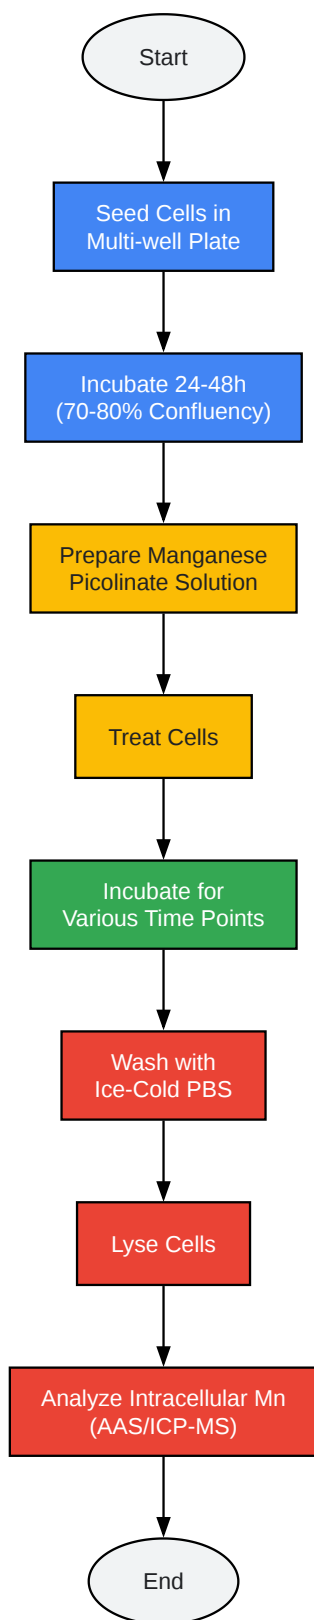 Start
Seed Cells in
Multi-well Plate
Incubate 24-48h
(70-80% Confluency)
Prepare Manganese
Picolinate Solution
Treat Cells
Incubate for
Various Time Points
Wash with
Ice-Cold PBS
Lyse Cells
Analyze Intracellular Mn
(AAS/ICP-MS)
End